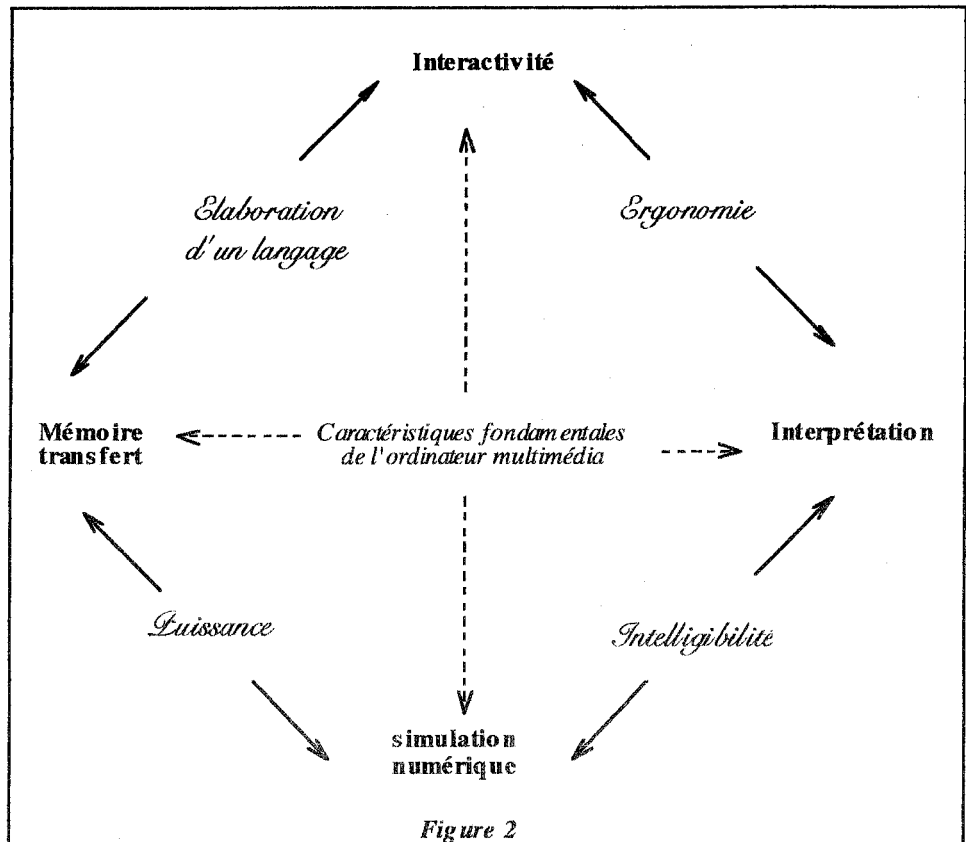 Interactivité
Elaboration
d'un langage
Ergonomie
Mémoire
transfert
Caractéristiques fondamentales
de l'ordinateur multimédia
Interprétation
Puissance
Intelligibilité
simulation
numérique
Figure 2